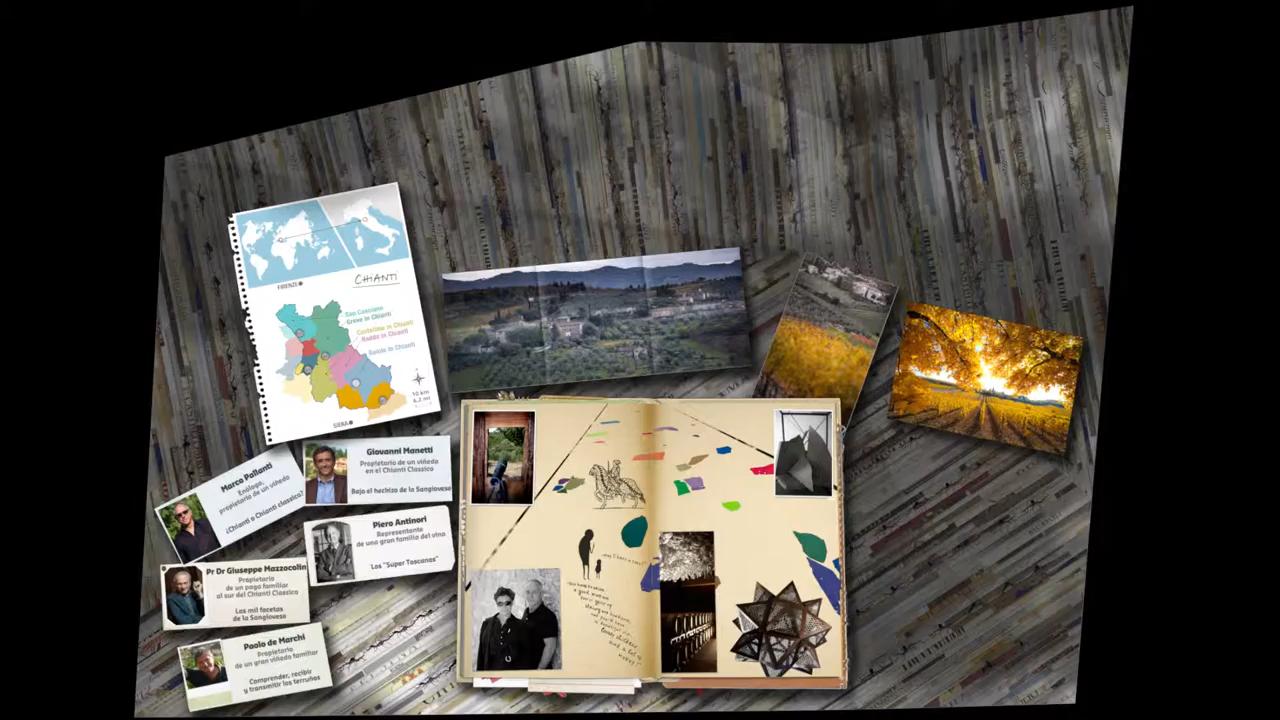 CHiANTi
FIRENZE
San Casciano
Greve in Chianti
Castellina in Chianti
Radda in Chianti
Gaiole in Chianti
10 km
6,2 mi
SIENA
Marco Pallanti
Enólogo,
propietario de un viñedo
¿Chianti o Chianti classico?
Giovanni Manetti
Propietario de un viñedo
en el Chianti Classico
Bajo el hechizo de la Sangiovese
Piero Antinori
Representante
de una gran familia del vino
Los "Super Toscanos"
Pr Dr Giuseppe Mazzocolin
Propietario
de un pago familiar
al sur del Chianti Classico
Las mil facetas
de la Sangiovese
Paolo de Marchi
Propietario
de un gran viñedo familiar
Comprender, recibir
y transmitir los terruños